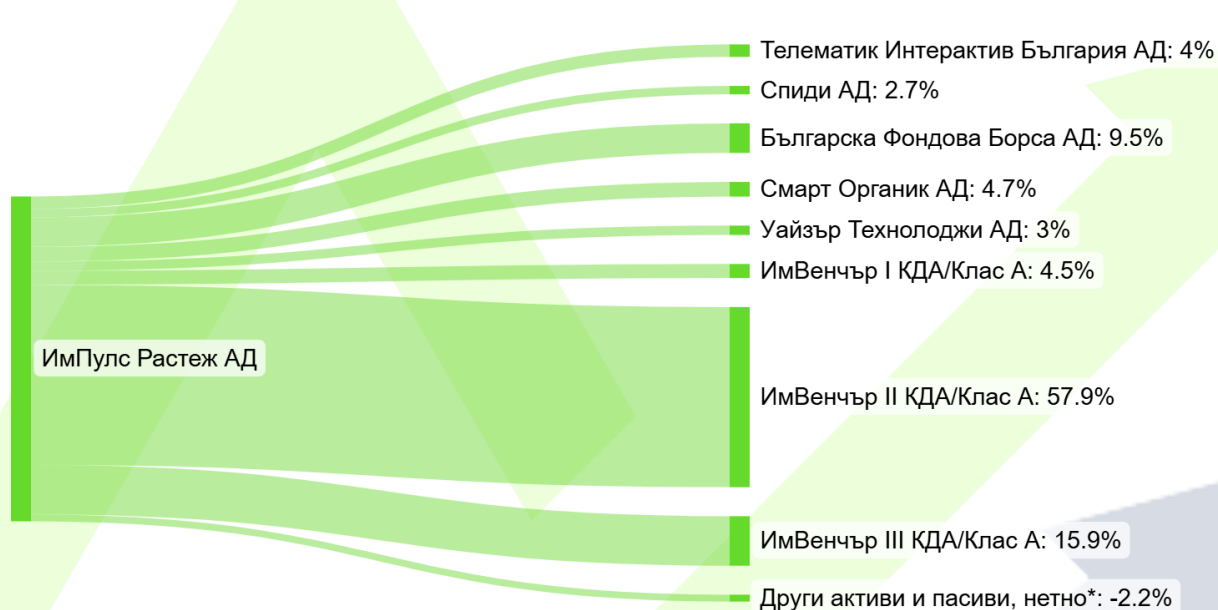 Телематик Интерактив България АД: 4%
Спиди АД: 2.7%
Българска Фондова Борса АД: 9.5%
Смарт Органик АД: 4.7%
Уайзър Технолоджи АД: 3%
ИмВенчър I КДА/Клас А: 4.5%
ИмПулс Растеж АД
ИмВенчър II КДА/Клас А: 57.9%
ИмВенчър III КДА/Клас А: 15.9%
Други активи и пасиви, нетно*: -2.2%